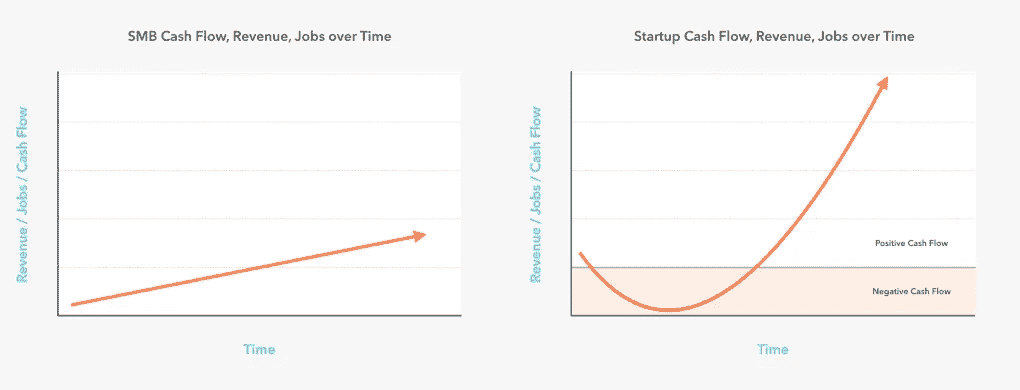 SMB Cash Flow, Revenue, Jobs over Time
Revenue / Jobs / Cash Flow
Time
Startup Cash Flow, Revenue, Jobs over Time
Revenue / Jobs / Cash Flow
Positive Cash Flow
Negative Cash Flow
Time